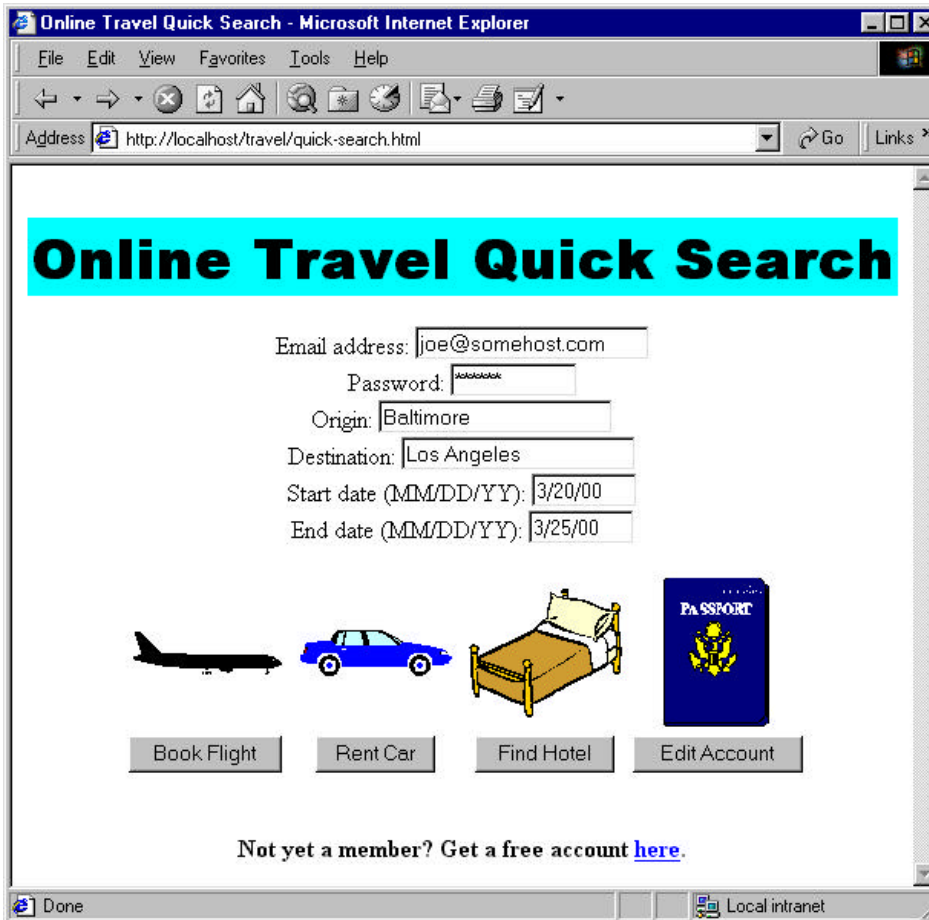 Online Travel Quick Search - Microsoft Internet Explorer
File Edit View Favorites Tools Help
Address http://localhost/travel/quick-search.html Go Links »
Online Travel Quick Search
Email address: joe@somehost.com
Password: *******
Origin: Baltimore
Destination: Los Angeles
Start date (MM/DD/YY): 3/20/00
End date (MM/DD/YY): 3/25/00
PASSPORT
Book Flight Rent Car Find Hotel Edit Account
Not yet a member? Get a free account here.
Done Local intranet